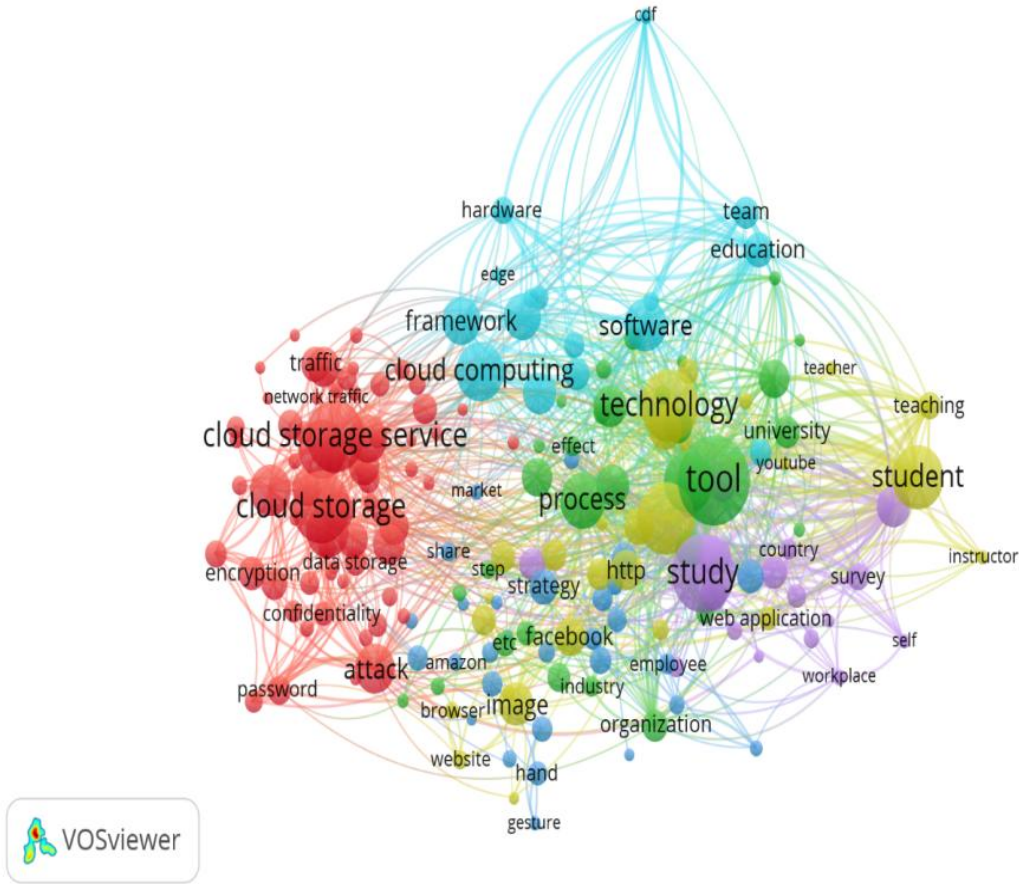 cdf
hardware
team
education
edge
framework
software
traffic
cloud computing
teacher
network traffic
technology
teaching
cloud storage service
university
effect
youtube
student
tool
market
process
cloud storage
share
country
data storage
step
http
study
instructor
encryption
strategy
survey
confidentiality
web application
etc
facebook
self
attack
amazon
employee
workplace
password
industry
browser
image
organization
website
hand
gesture
VOSviewer